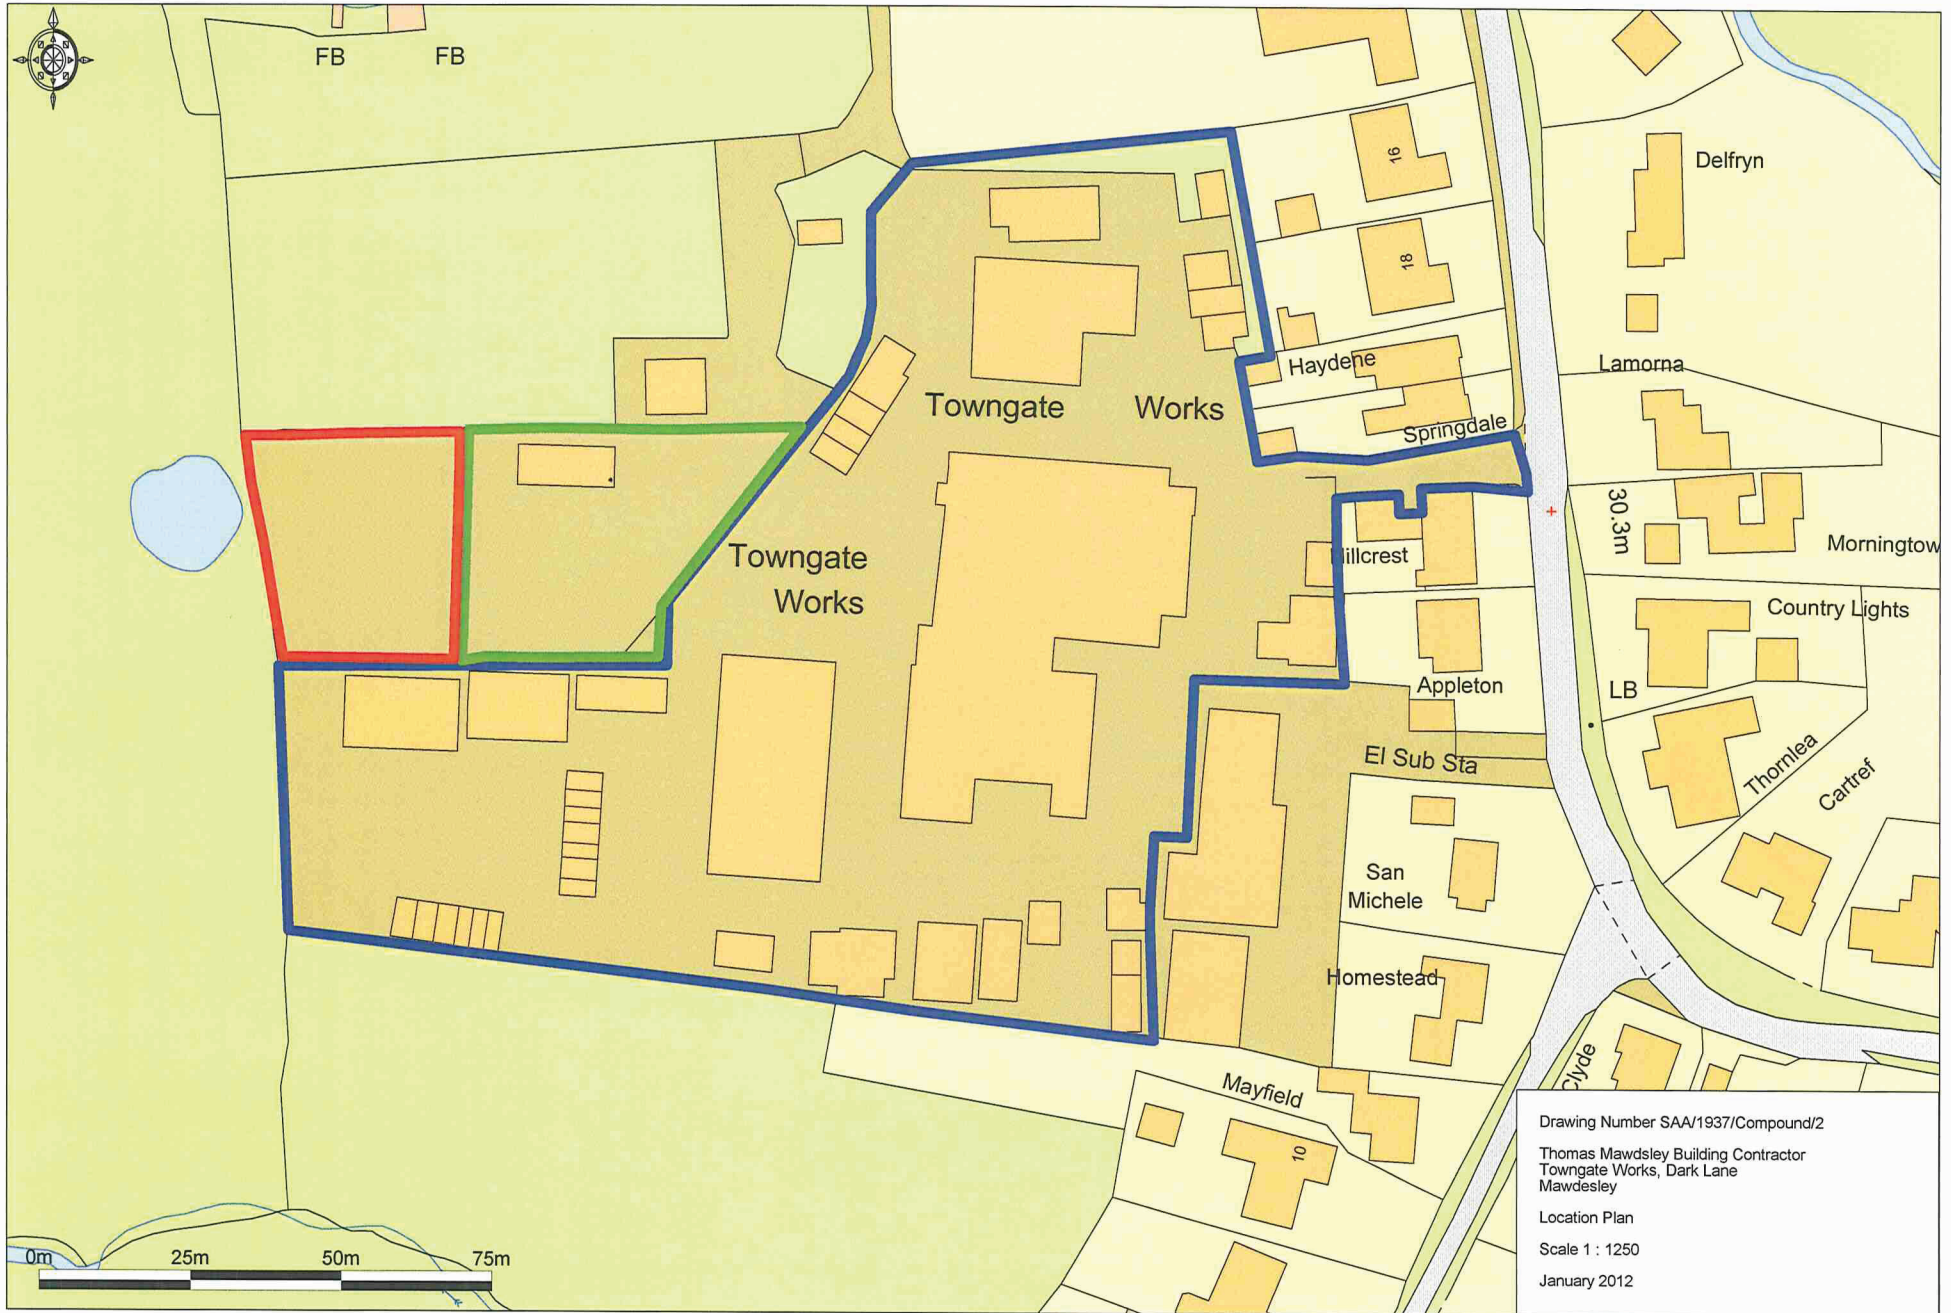 FB
FB
Delfryn
16
18
Lamorna
Haydene
Towngate Works
Springdale
30.3m
Morningtow
Towngate
Works
Hillcrest
Country Lights
Appleton
LB
El Sub Sta
Thornlea
Cartref
San
Michele
Homestead
Clyde
Mayfield
10
Drawing Number SAA/1937/Compound/2
Thomas Mawdsley Building Contractor
Towngate Works, Dark Lane
Mawdesley
Location Plan
Scale 1 : 1250
January 2012
0m 25m 50m 75m